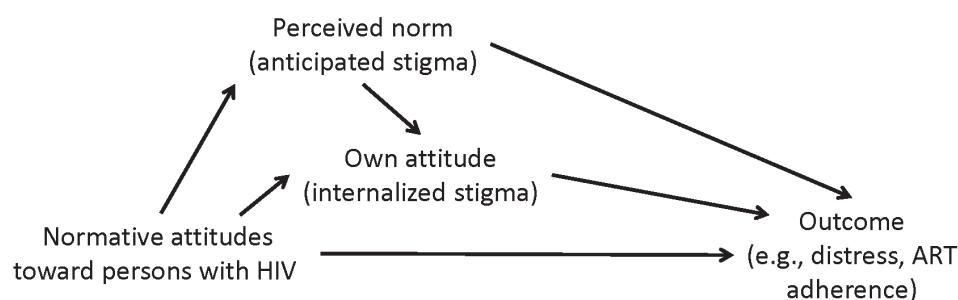 Perceived norm
(anticipated stigma)
Own attitude
(internalized stigma)
Normative attitudes
toward persons with HIV
Outcome
(e.g., distress, ART
adherence)